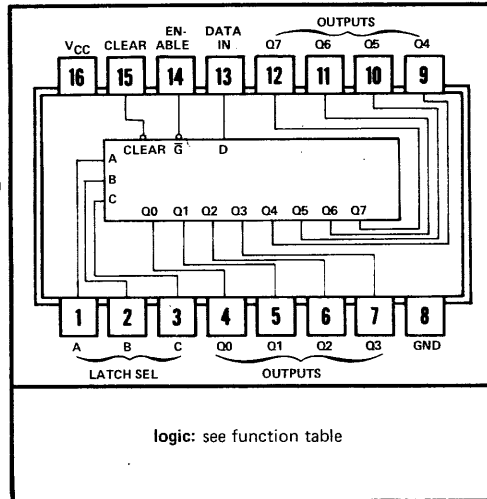 OUTPUTS
EN- DATA
VCC CLEAR ABLE IN Q7 Q6 Q5 Q4
16 15 14 13 12 11 10 9
CLEAR G D
A
B
C
Q0 Q1 Q2 Q3 Q4 Q5 Q6 Q7
1 2 3 4 5 6 7 8
A B C Q0 Q1 Q2 Q3 GND
LATCH SEL OUTPUTS
logic: see function table